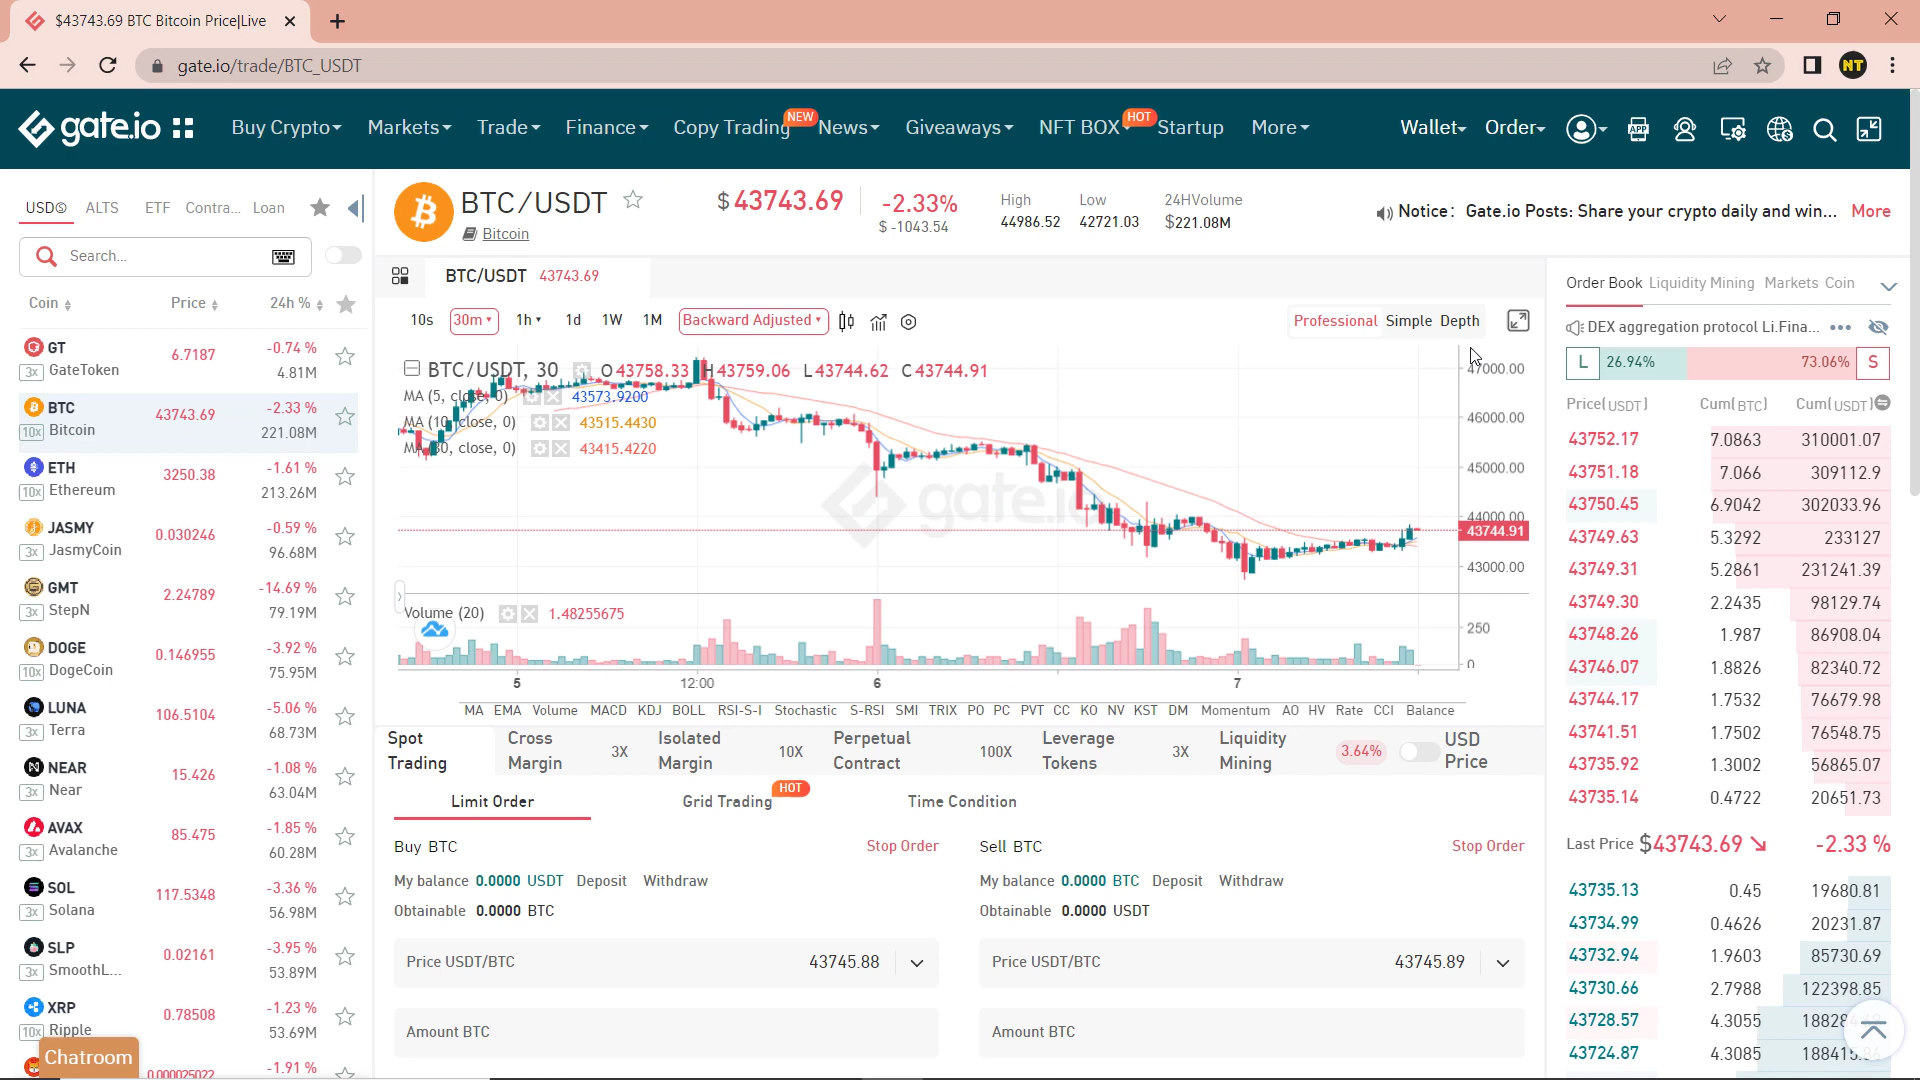 $43743.69 BTC Bitcoin Price|Live
gate.io/trade/BTC_USDT
NT
gate.io Buy Crypto Markets Trade Finance Copy Trading NEW News Giveaways NFT BOX HOT Startup More Wallet Order APP
USDⓈ ALTS ETF Contra... Loan
Search...
Coin Price 24h %
GT 6.7187 -0.74 %
3x GateToken 4.81M
BTC 43743.69 -2.33 %
10x Bitcoin 221.08M
ETH 3250.38 -1.61 %
10x Ethereum 213.26M
JASMY 0.030246 -0.59 %
3x JasmyCoin 96.68M
GMT 2.24789 -14.69 %
3x StepN 79.19M
DOGE 0.146955 -3.92 %
10x DogeCoin 75.95M
LUNA 106.5104 -5.06 %
3x Terra 68.73M
NEAR 15.426 -1.08 %
3x Near 63.04M
AVAX 85.475 -1.85 %
3x Avalanche 60.28M
SOL 117.5348 -3.36 %
3x Solana 56.98M
SLP 0.02161 -3.95 %
3x SmoothL... 53.89M
XRP 0.78508 -1.23 %
10x Ripple 53.69M
Chatroom
0.000025022 -1.91 %
BTC/USDT
Bitcoin
$ 43743.69
-2.33%
$ -1043.54
High
44986.52
Low
42721.03
24HVolume
$221.08M
Notice: Gate.io Posts: Share your crypto daily and win... More
BTC/USDT 43743.69
10s 30m 1h 1d 1W 1M Backward Adjusted
Professional Simple Depth
BTC/USDT, 30 O43758.33 H43759.06 L43744.62 C43744.91
MA (5, close, 0) 43573.9200
MA (10, close, 0) 43515.4430
MA (30, close, 0) 43415.4220
gate.io
47000.00
46000.00
45000.00
44000.00
43744.91
43000.00
Volume (20) 1.48255675
250
0
5 12:00 6 7
MA EMA Volume MACD KDJ BOLL RSI-S-I Stochastic S-RSI SMI TRIX PO PC PVT CC KO NV KST DM Momentum AO HV Rate CCI Balance
Spot Trading
Cross Margin 3X
Isolated Margin 10X
Perpetual Contract 100X
Leverage Tokens 3X
Liquidity Mining 3.64%
USD Price
Limit Order Grid Trading HOT Time Condition
Buy BTC Stop Order
My balance 0.0000 USDT Deposit Withdraw
Obtainable 0.0000 BTC
Price USDT/BTC 43745.88
Amount BTC
Sell BTC Stop Order
My balance 0.0000 BTC Deposit Withdraw
Obtainable 0.0000 USDT
Price USDT/BTC 43745.89
Amount BTC
Order Book Liquidity Mining Markets Coin
DEX aggregation protocol Li.Fina...
L 26.94% 73.06% S
Price(USDT) Cum(BTC) Cum(USDT)
43752.17 7.0863 310001.07
43751.18 7.066 309112.9
43750.45 6.9042 302033.96
43749.63 5.3292 233127
43749.31 5.2861 231241.39
43749.30 2.2435 98129.74
43748.26 1.987 86908.04
43746.07 1.8826 82340.72
43744.17 1.7532 76679.98
43741.51 1.7502 76548.75
43735.92 1.3002 56865.07
43735.14 0.4722 20651.73
Last Price $43743.69 -2.33 %
43735.13 0.45 19680.81
43734.99 0.4626 20231.87
43732.94 1.9603 85730.69
43730.66 2.7988 122398.85
43728.57 4.3055
43724.87 4.3085